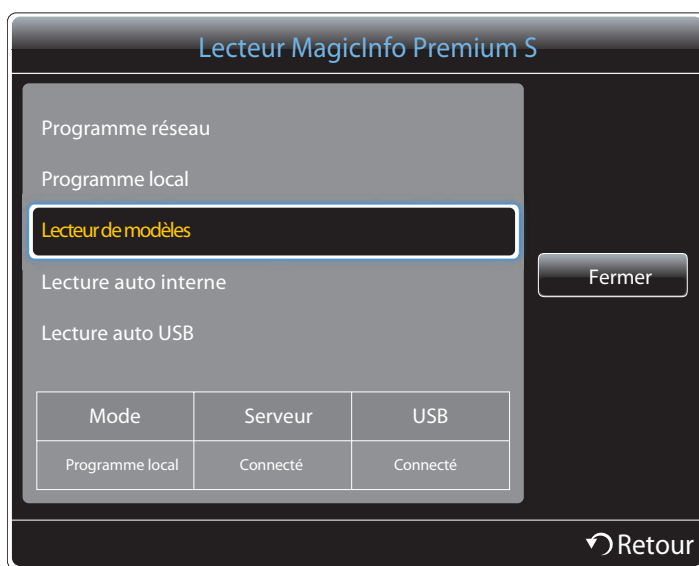 Lecteur MagicInfo Premium S
Programme réseau
Programme local
Lecteur de modèles
Lecture auto interne
Lecture auto USB
Fermer
Mode Serveur USB
Programme local Connecté Connecté
Retour